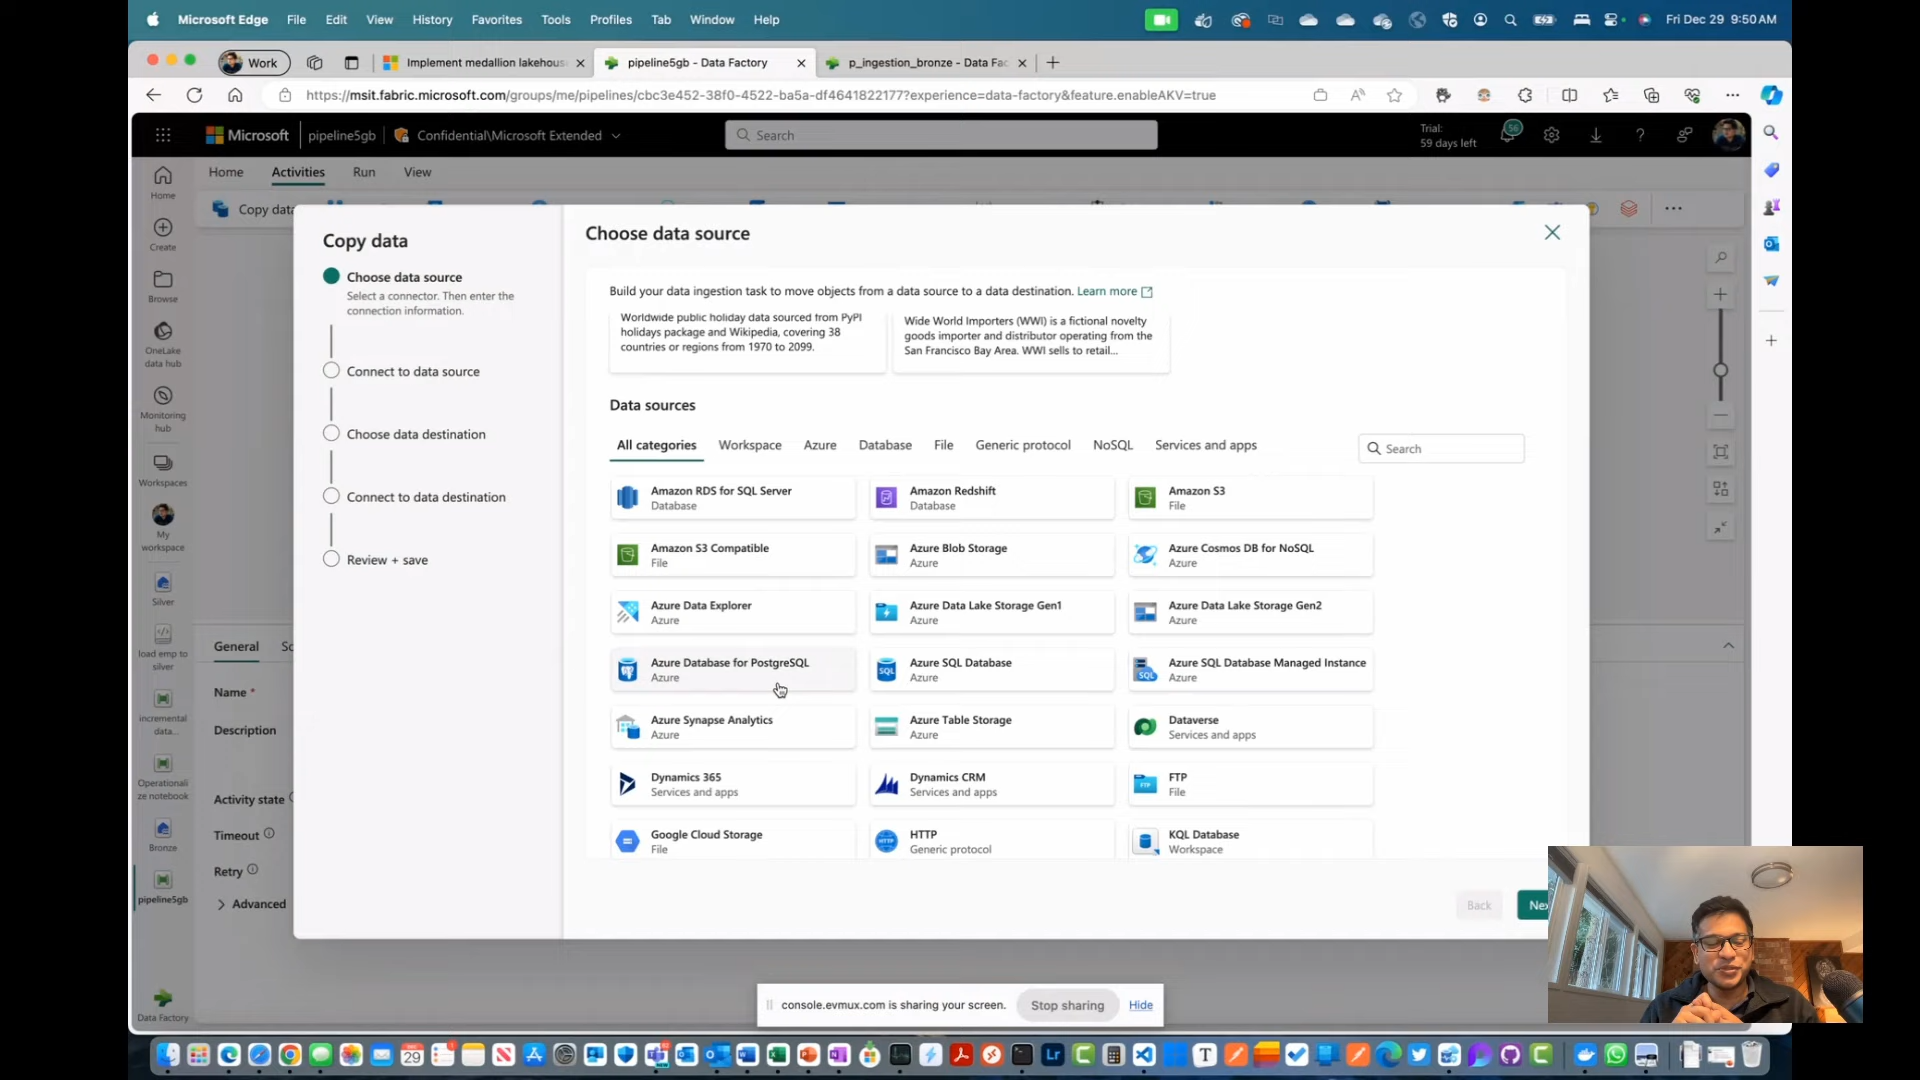 Microsoft Edge File Edit View History Favorites Tools Profiles Tab Window Help
Fri Dec 29 9:50 AM
Work
Implement medallion lakehous
pipeline5gb - Data Factory
p_ingestion_bronze - Data Fac
https://msit.fabric.microsoft.com/groups/me/pipelines/cbc3e452-38f0-4522-ba5a-df4641822177?experience=data-factory&feature.enableAKV=true
Microsoft
pipeline5gb
Confidential\Microsoft Extended
Search
Trial:
59 days left
56
Home
Activities
Run
View
Copy data
Home
Create
Browse
OneLake
data hub
Monitoring
hub
Workspaces
My
workspace
Silver
load emp to
silver
incremental
data...
Operationali
ze notebook
Bronze
pipeline5gb
Data Factory
General
Name *
Description
Activity state
Timeout
Retry
Advanced
Copy data
Choose data source
Select a connector. Then enter the
connection information.
Connect to data source
Choose data destination
Connect to data destination
Review + save
Choose data source
Build your data ingestion task to move objects from a data source to a data destination. Learn more
Worldwide public holiday data sourced from PyPI
holidays package and Wikipedia, covering 38
countries or regions from 1970 to 2099.
Wide World Importers (WWI) is a fictional novelty
goods importer and distributor operating from the
San Francisco Bay Area. WWI sells to retail...
Data sources
All categories
Workspace
Azure
Database
File
Generic protocol
NoSQL
Services and apps
Search
Amazon RDS for SQL Server
Database
Amazon Redshift
Database
Amazon S3
File
Amazon S3 Compatible
File
Azure Blob Storage
Azure
Azure Cosmos DB for NoSQL
Azure
Azure Data Explorer
Azure
Azure Data Lake Storage Gen1
Azure
Azure Data Lake Storage Gen2
Azure
Azure Database for PostgreSQL
Azure
Azure SQL Database
Azure
Azure SQL Database Managed Instance
Azure
Azure Synapse Analytics
Azure
Azure Table Storage
Azure
Dataverse
Services and apps
Dynamics 365
Services and apps
Dynamics CRM
Services and apps
FTP
File
Google Cloud Storage
File
HTTP
Generic protocol
KQL Database
Workspace
Back
Nex
console.evmux.com is sharing your screen.
Stop sharing
Hide